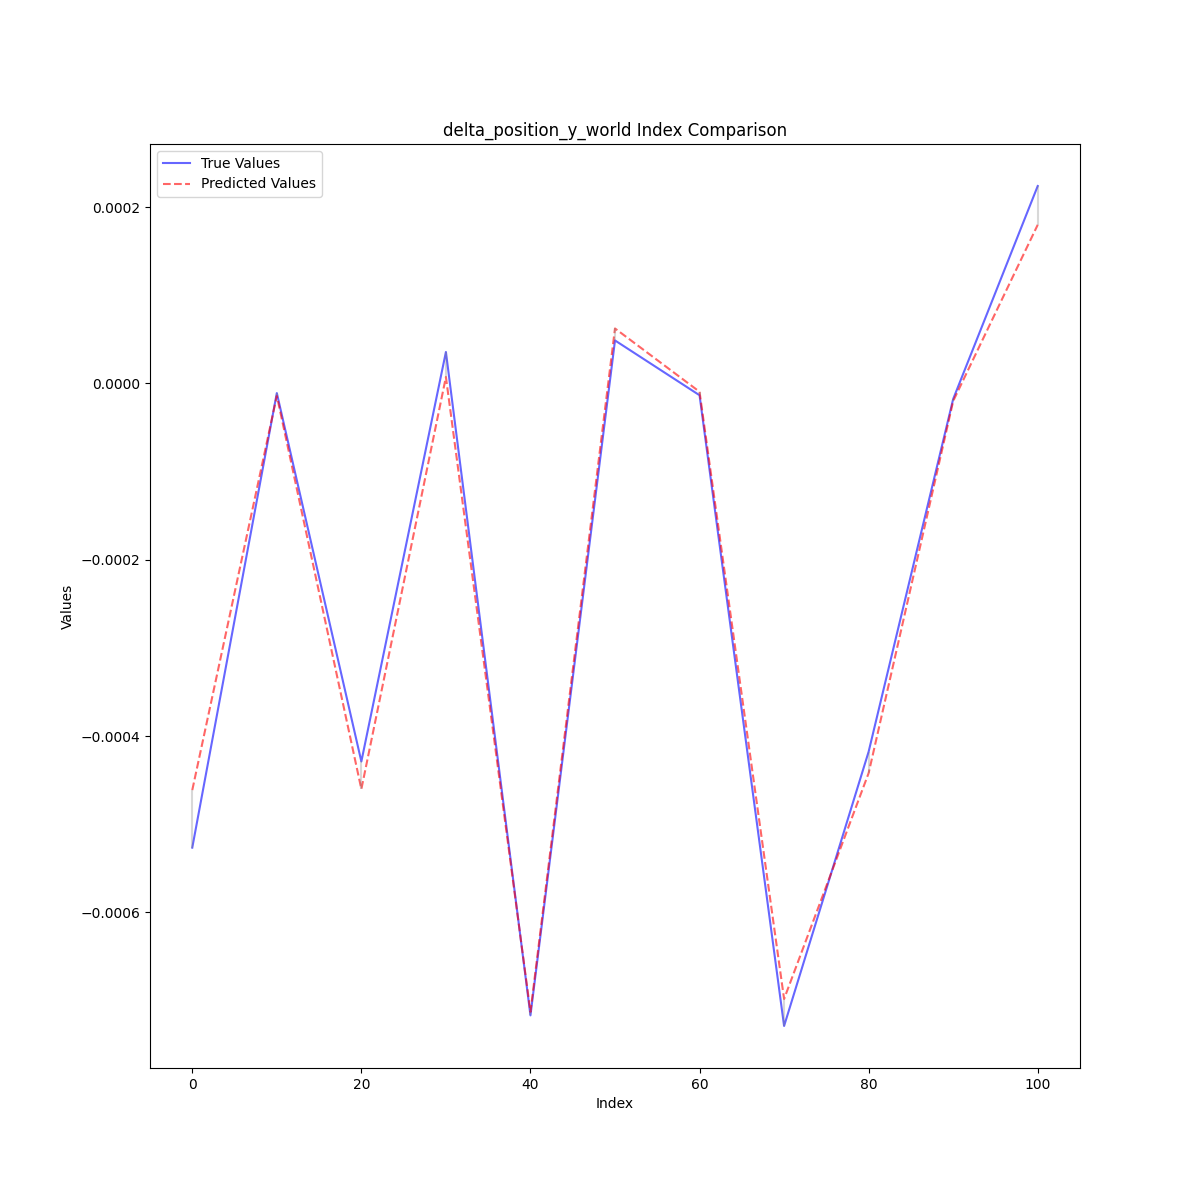 delta_position_y_world Index Comparison
True Values
Predicted Values
0.0002
0.0000
−0.0002
−0.0004
−0.0006
Values
0 20 40 60 80 100
Index